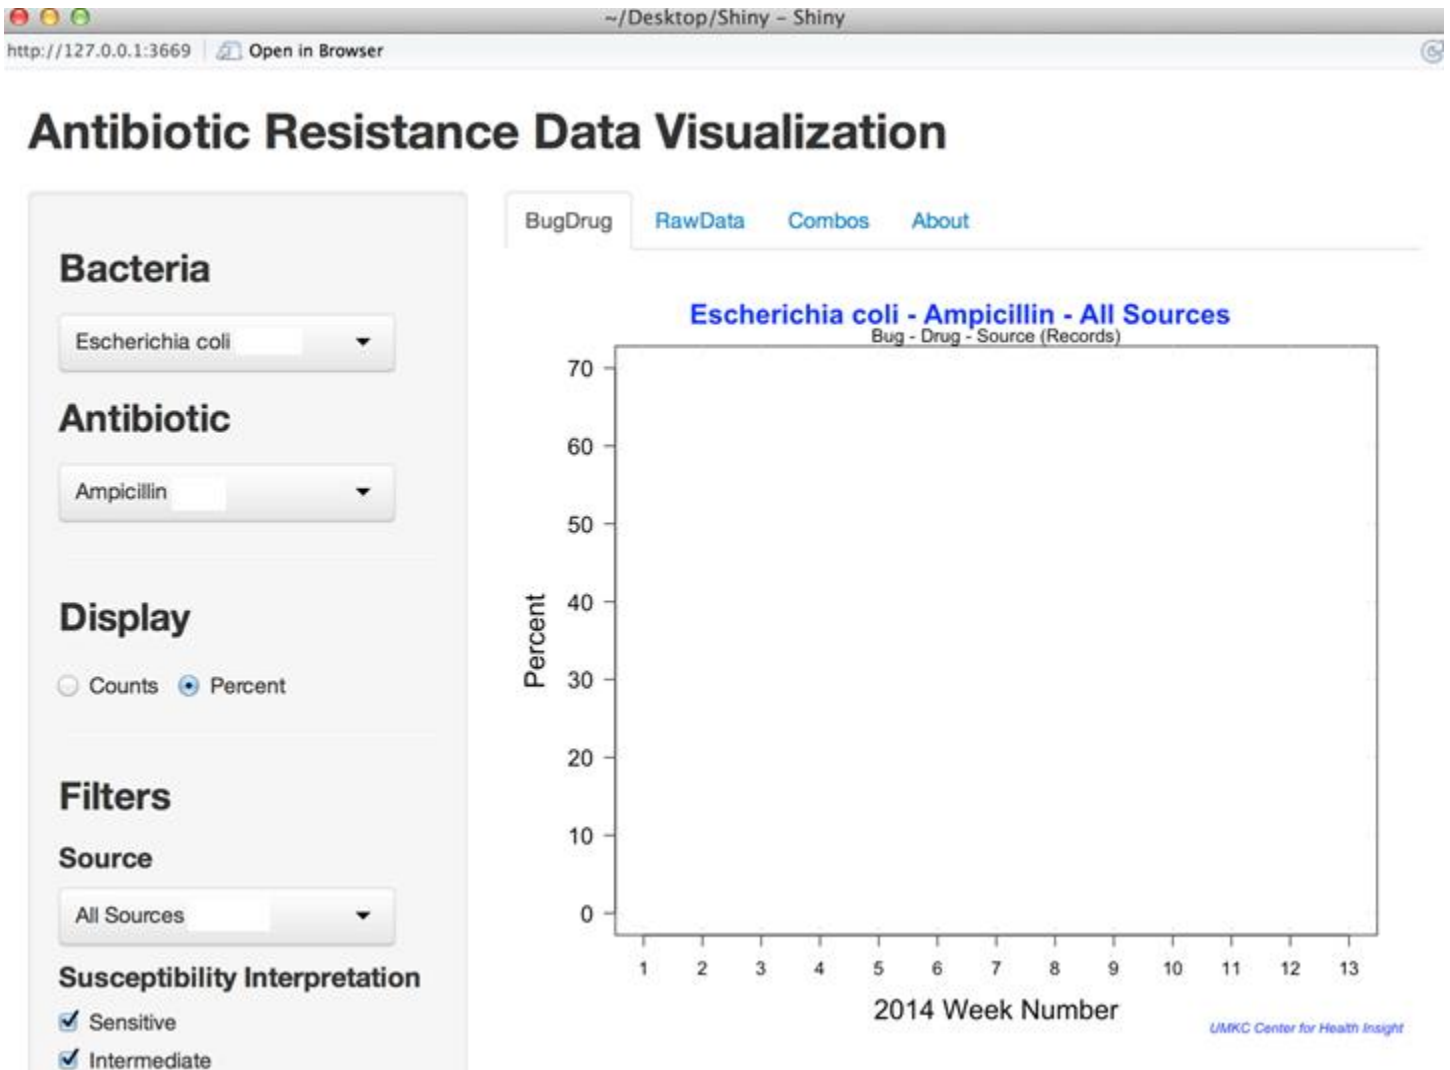 ~/Desktop/Shiny – Shiny
http://127.0.0.1:3669 Open in Browser
Antibiotic Resistance Data Visualization
BugDrug RawData Combos About
Bacteria
Escherichia coli
Antibiotic
Ampicillin
Display
Counts Percent
Filters
Source
All Sources
Susceptibility Interpretation
Sensitive
Intermediate
Escherichia coli - Ampicillin - All Sources
Bug - Drug - Source (Records)
Percent
70
60
50
40
30
20
10
0
1 2 3 4 5 6 7 8 9 10 11 12 13
2014 Week Number
UMKC Center for Health Insight